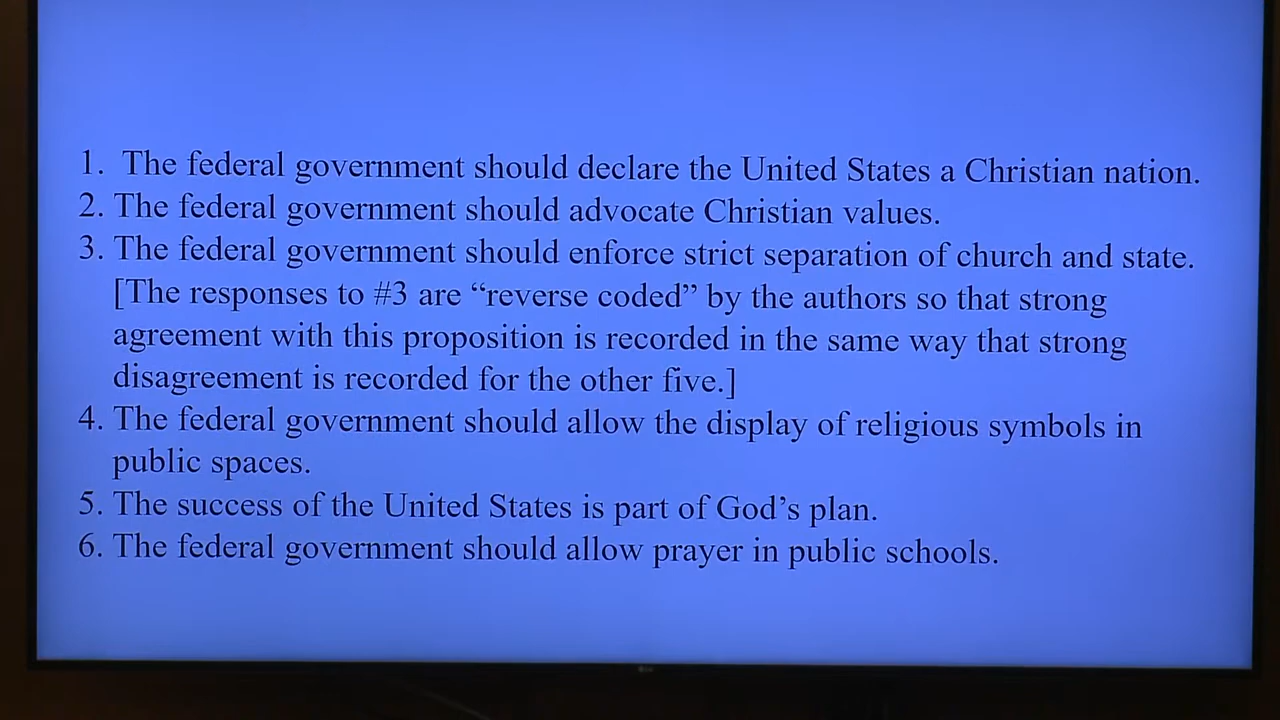 1. The federal government should declare the United States a Christian nation.
2. The federal government should advocate Christian values.
3. The federal government should enforce strict separation of church and state.
[The responses to #3 are “reverse coded” by the authors so that strong
agreement with this proposition is recorded in the same way that strong
disagreement is recorded for the other five.]
4. The federal government should allow the display of religious symbols in
public spaces.
5. The success of the United States is part of God’s plan.
6. The federal government should allow prayer in public schools.